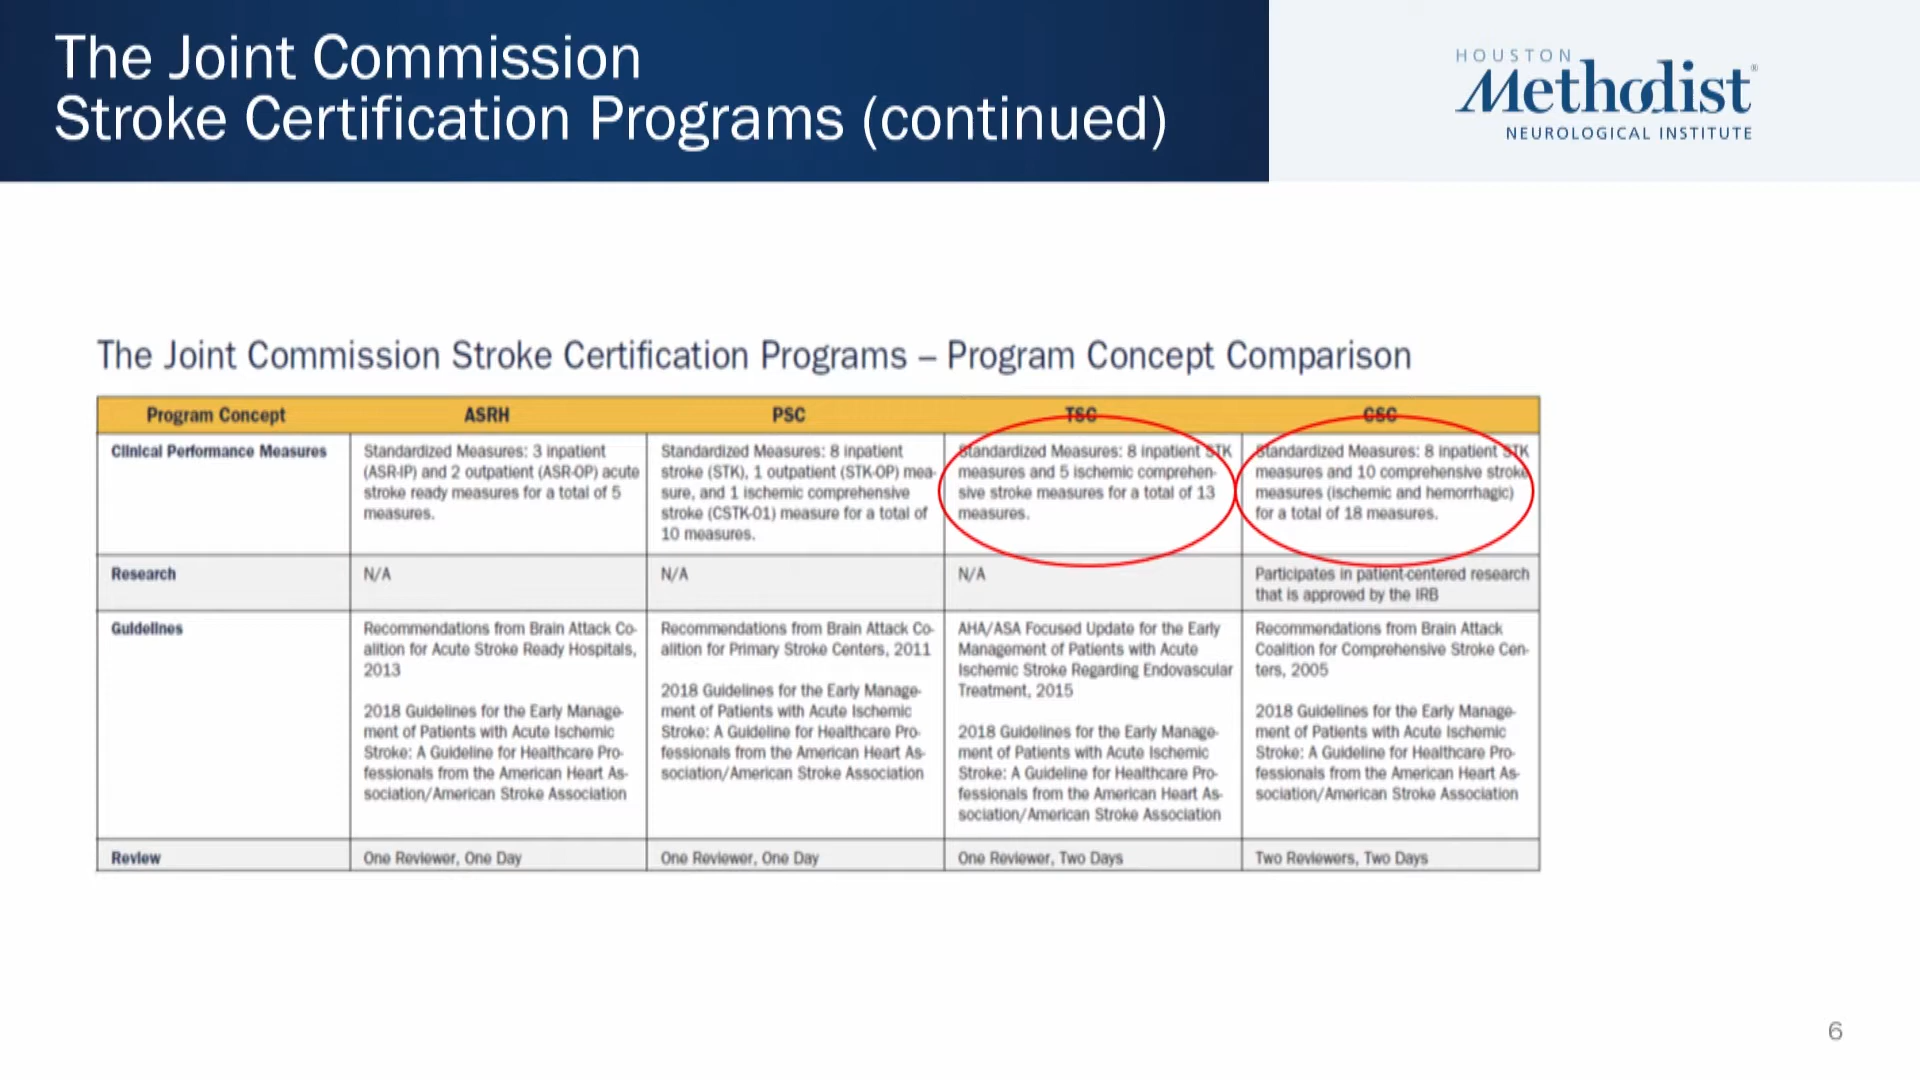 The Joint Commission
Stroke Certification Programs (continued)
HOUSTON
Methodist®
NEUROLOGICAL INSTITUTE
The Joint Commission Stroke Certification Programs – Program Concept Comparison
Program Concept ASRH PSC TSC CSC
Clinical Performance Measures
Standardized Measures: 3 inpatient
(ASR-IP) and 2 outpatient (ASR-OP) acute
stroke ready measures for a total of 5
measures.
Standardized Measures: 8 inpatient
stroke (STK), 1 outpatient (STK-OP) mea-
sure, and 1 ischemic comprehensive
stroke (CSTK-01) measure for a total of
10 measures.
Standardized Measures: 8 inpatient STK
measures and 5 ischemic comprehen-
sive stroke measures for a total of 13
measures.
Standardized Measures: 8 inpatient STK
measures and 10 comprehensive stroke
measures (ischemic and hemorrhagic)
for a total of 18 measures.
Research
N/A
N/A
N/A
Participates in patient-centered research
that is approved by the IRB
Guidelines
Recommendations from Brain Attack Co-
alition for Acute Stroke Ready Hospitals,
2013
2018 Guidelines for the Early Manage-
ment of Patients with Acute Ischemic
Stroke: A Guideline for Healthcare Pro-
fessionals from the American Heart As-
sociation/American Stroke Association
Recommendations from Brain Attack Co-
alition for Primary Stroke Centers, 2011
2018 Guidelines for the Early Manage-
ment of Patients with Acute Ischemic
Stroke: A Guideline for Healthcare Pro-
fessionals from the American Heart As-
sociation/American Stroke Association
AHA/ASA Focused Update for the Early
Management of Patients with Acute
Ischemic Stroke Regarding Endovascular
Treatment, 2015
2018 Guidelines for the Early Manage-
ment of Patients with Acute Ischemic
Stroke: A Guideline for Healthcare Pro-
fessionals from the American Heart As-
sociation/American Stroke Association
Recommendations from Brain Attack
Coalition for Comprehensive Stroke Cen-
ters, 2005
2018 Guidelines for the Early Manage-
ment of Patients with Acute Ischemic
Stroke: A Guideline for Healthcare Pro-
fessionals from the American Heart As-
sociation/American Stroke Association
Review
One Reviewer, One Day
One Reviewer, One Day
One Reviewer, Two Days
Two Reviewers, Two Days
6